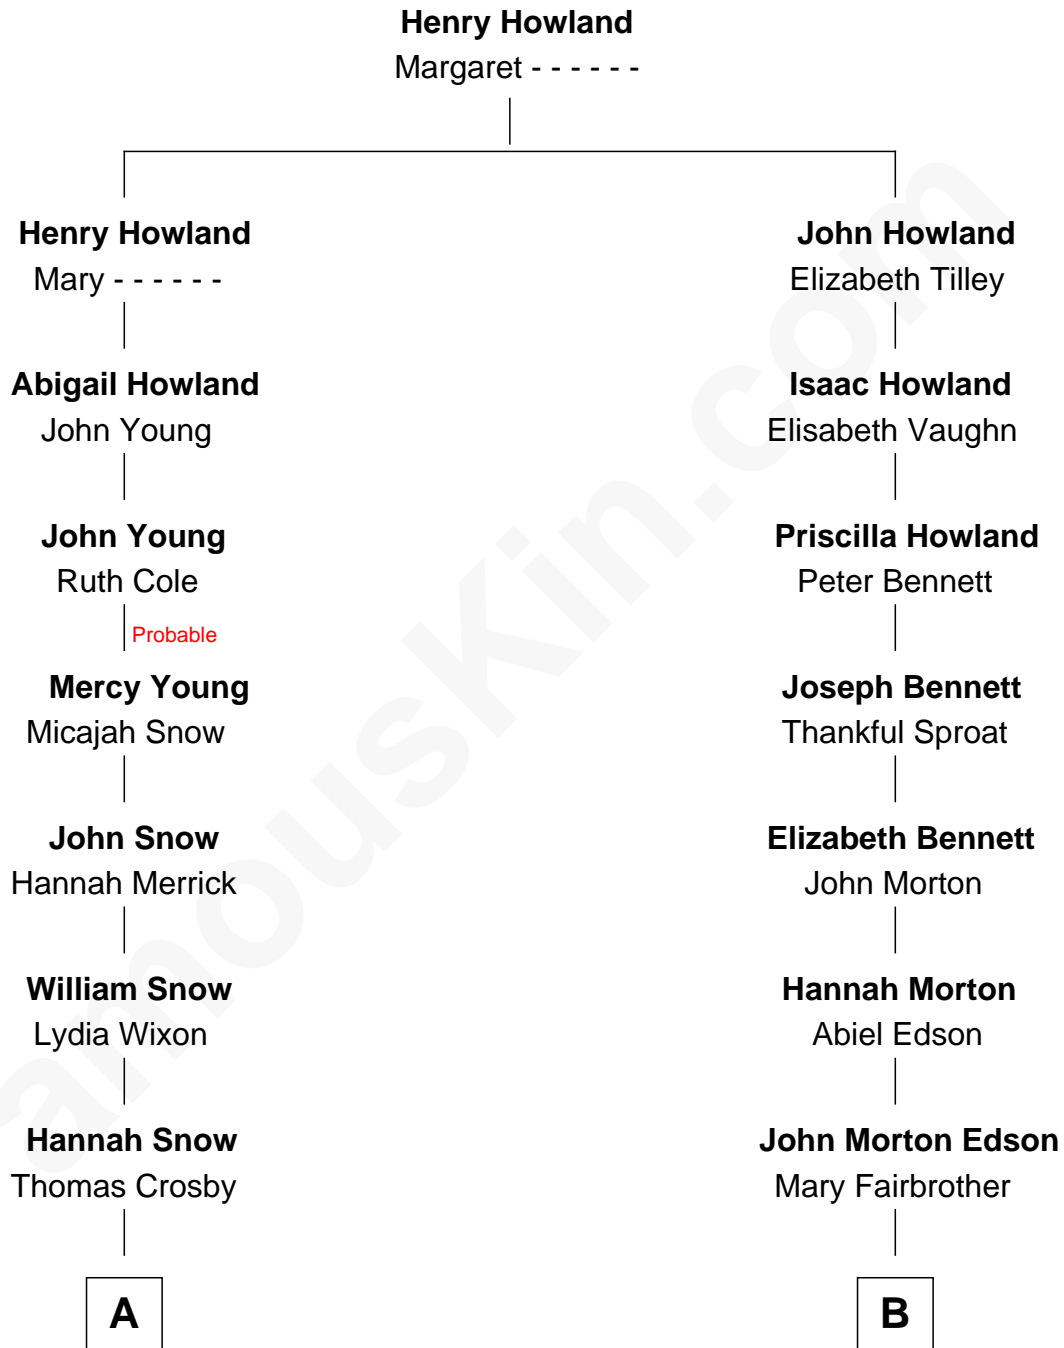 Henry Howland
Margaret - - - - - -
Henry Howland
Mary - - - - - -
John Howland
Elizabeth Tilley
Abigail Howland
John Young
Isaac Howland
Elisabeth Vaughn
John Young
Ruth Cole
Priscilla Howland
Peter Bennett
Probable
Mercy Young
Micajah Snow
Joseph Bennett
Thankful Sproat
John Snow
Hannah Merrick
Elizabeth Bennett
John Morton
William Snow
Lydia Wixon
Hannah Morton
Abiel Edson
Hannah Snow
Thomas Crosby
John Morton Edson
Mary Fairbrother
A
B
amouskin.com